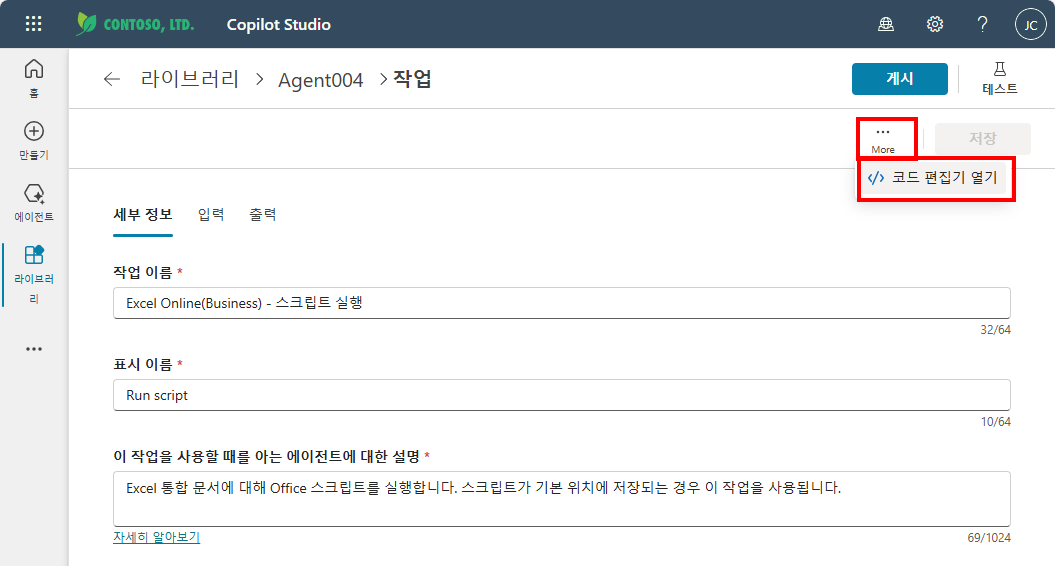 CONTOSO, LTD. Copilot Studio ? JC
홈
만들기
에이전트
라이브러
리
...
← 라이브러리 > Agent004 > 작업
게시
테스트
...
More
저장
</> 코드 편집기 열기
세부 정보 입력 출력
작업 이름 *
Excel Online(Business) - 스크립트 실행
32/64
표시 이름 *
Run script
10/64
이 작업을 사용할 때를 아는 에이전트에 대한 설명 *
Excel 통합 문서에 대해 Office 스크립트를 실행합니다. 스크립트가 기본 위치에 저장되는 경우 이 작업을 사용됩니다.
자세히 알아보기
69/1024